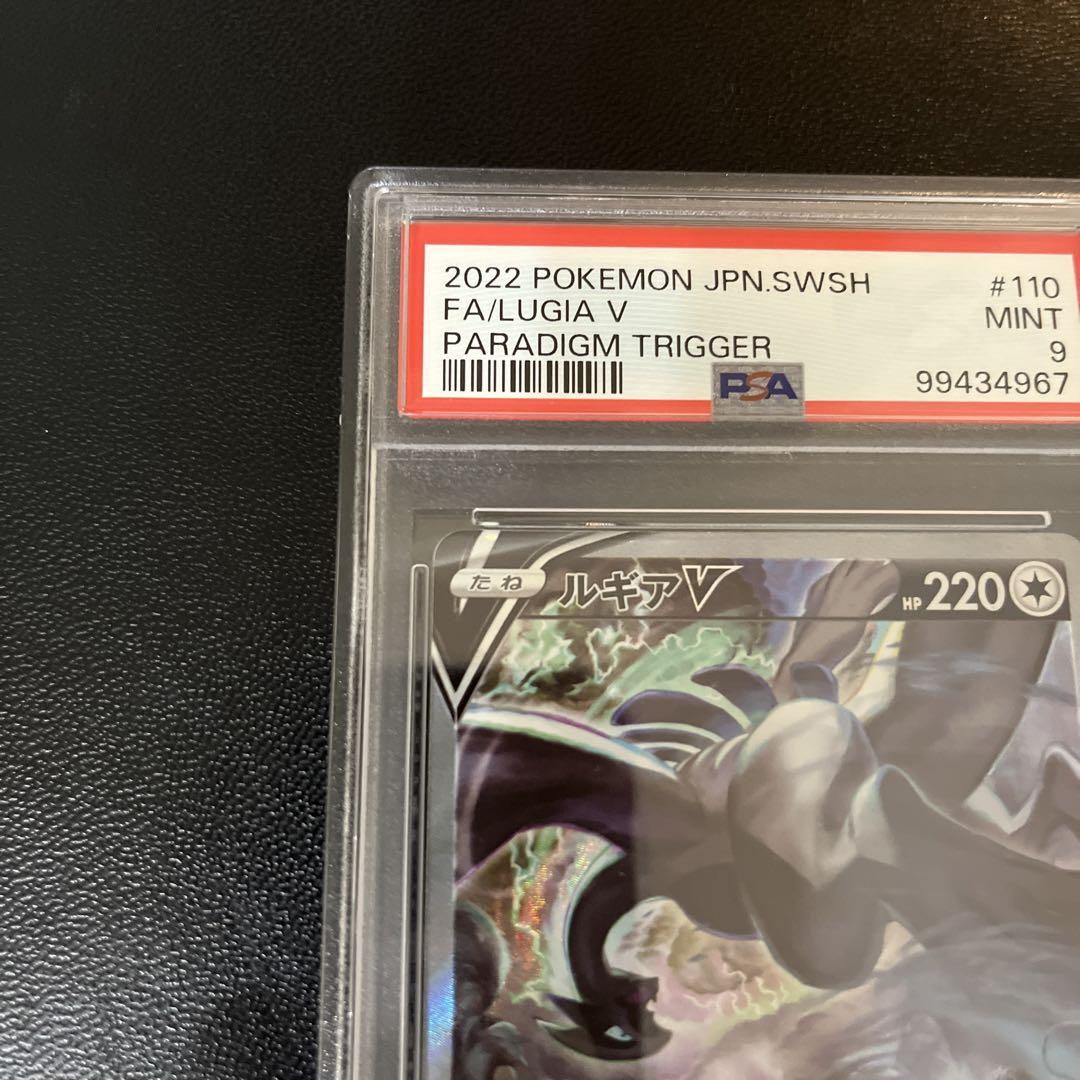 2022 POKEMON JPN.SWSH #110
FA/LUGIA V MINT
PARADIGM TRIGGER 9
PSA 99434967
たね ルギアV HP 220